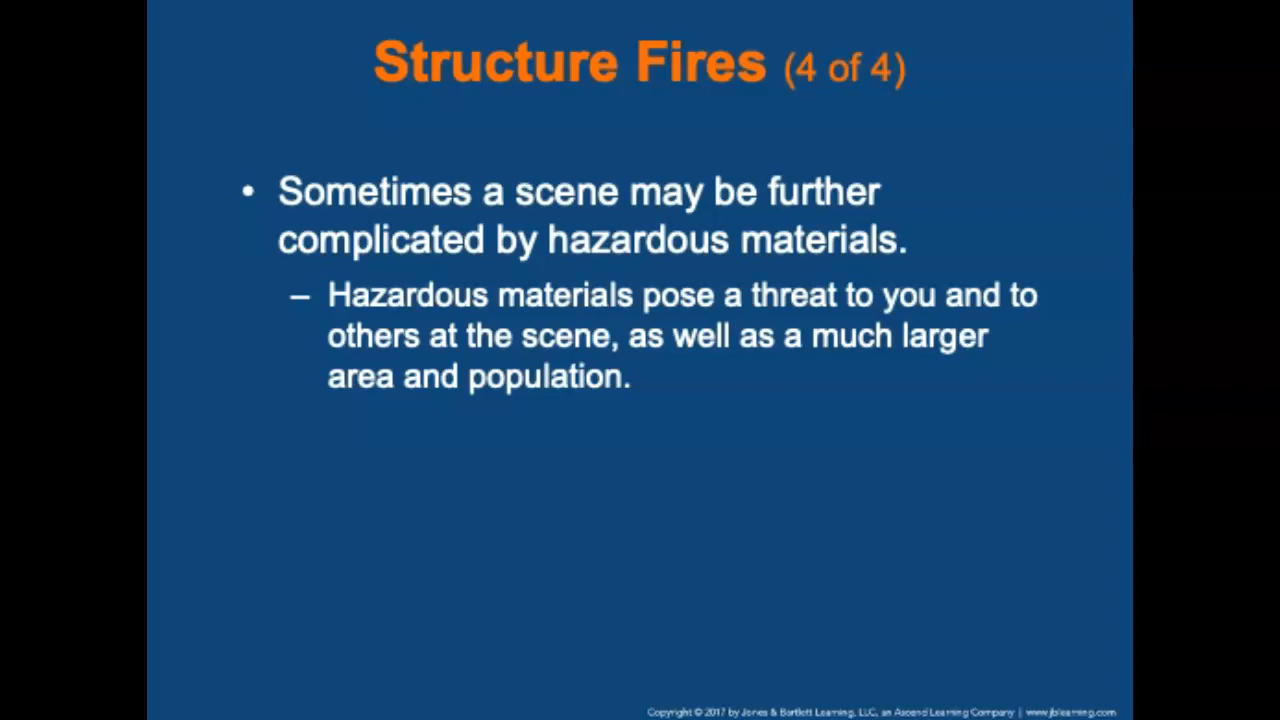 Structure Fires (4 of 4)
• Sometimes a scene may be further
complicated by hazardous materials.
– Hazardous materials pose a threat to you and to
others at the scene, as well as a much larger
area and population.
Copyright © 2017 by Jones & Bartlett Learning, LLC, an Ascend Learning Company | www.jblearning.com